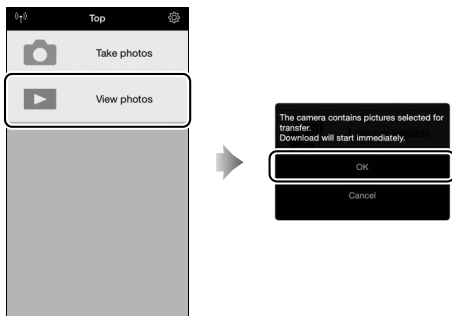 Top
Take photos
View photos
The camera contains pictures selected for
transfer.
Download will start immediately.
OK
Cancel